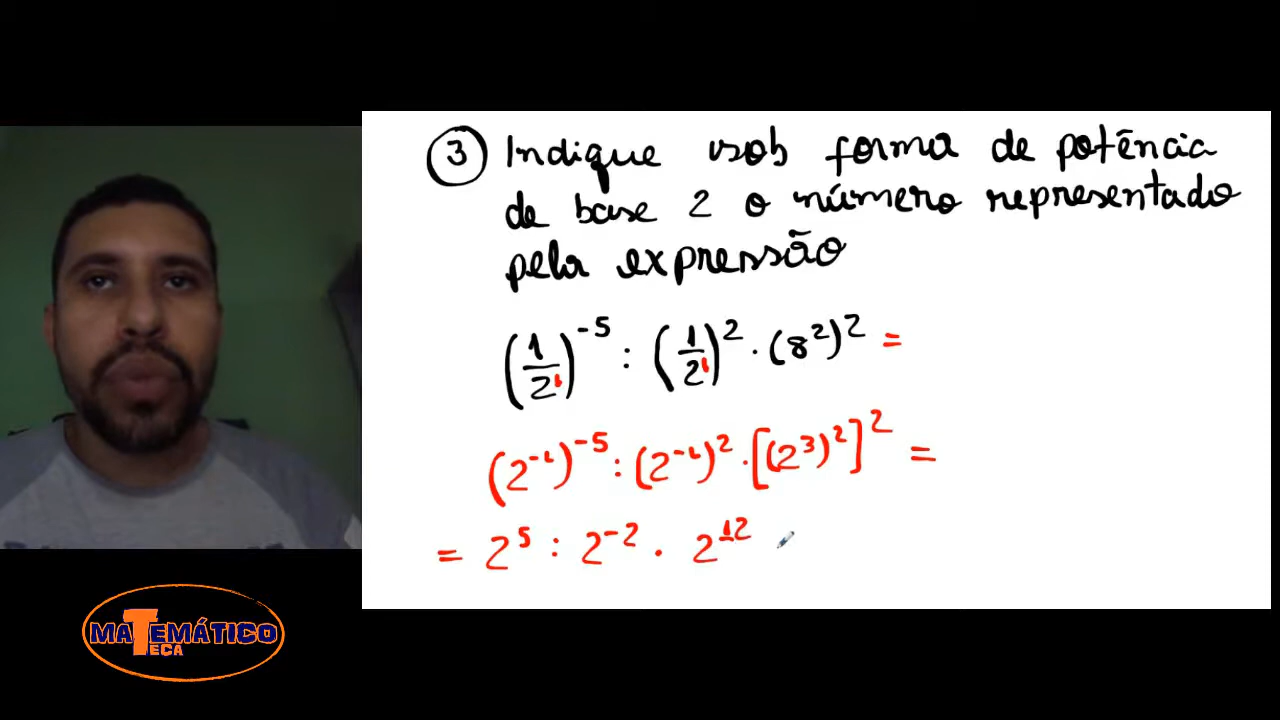 3 Indique sob forma de potência
de base 2 o número representado
pela expressão
(1/2¹)⁻⁵ : (1/2¹)² · (8²)² =
(2⁻¹)⁻⁵ : (2⁻¹)² · [(2³)²]² =
= 2⁵ : 2⁻² · 2¹²
MATEMÁTICO
TECA